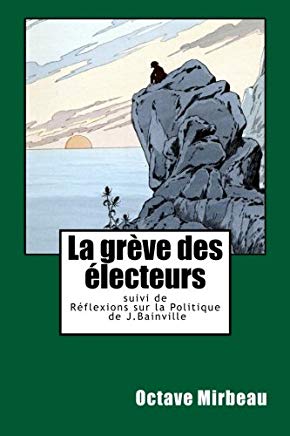 La grève des
électeurs
suivi de
Réflexions sur la Politique
de J.Bainville
Octave Mirbeau